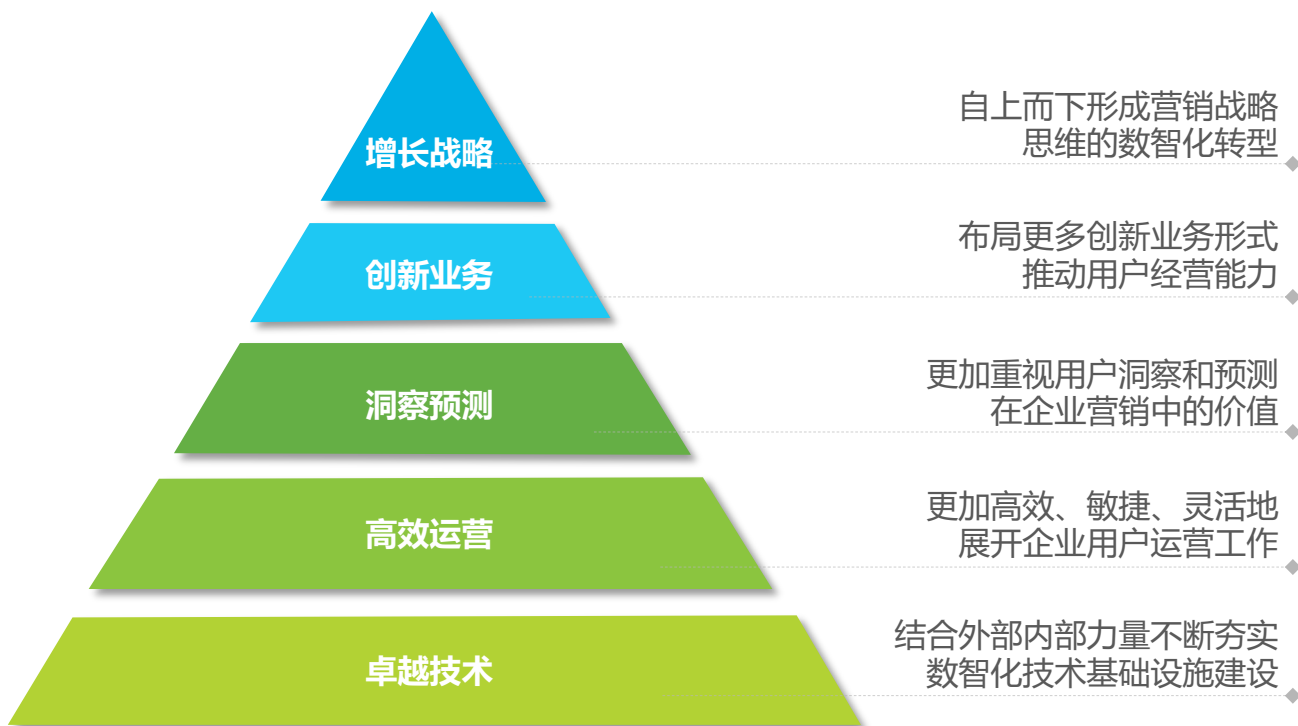 自上而下形成营销战略
思维的数智化转型
增长战略
布局更多创新业务形式
推动用户经营能力
创新业务
更加重视用户洞察和预测
在企业营销中的价值
洞察预测
更加高效、敏捷、灵活地
展开企业用户运营工作
高效运营
结合外部内部力量不断夯实
数智化技术基础设施建设
卓越技术